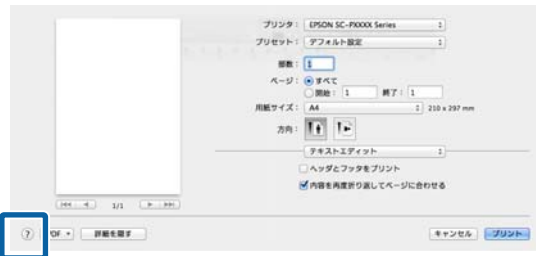 プリンタ： EPSON SC-PXXXX Series
プリセット： デフォルト設定
部数： 1
ページ： すべて
開始： 1 終了： 1
用紙サイズ： A4 210 x 297 mm
方向：
テキストエディット
ヘッダとフッタをプリント
内容を再度折り返してページに合わせる
1/1
? PDF 詳細を隠す キャンセル プリント